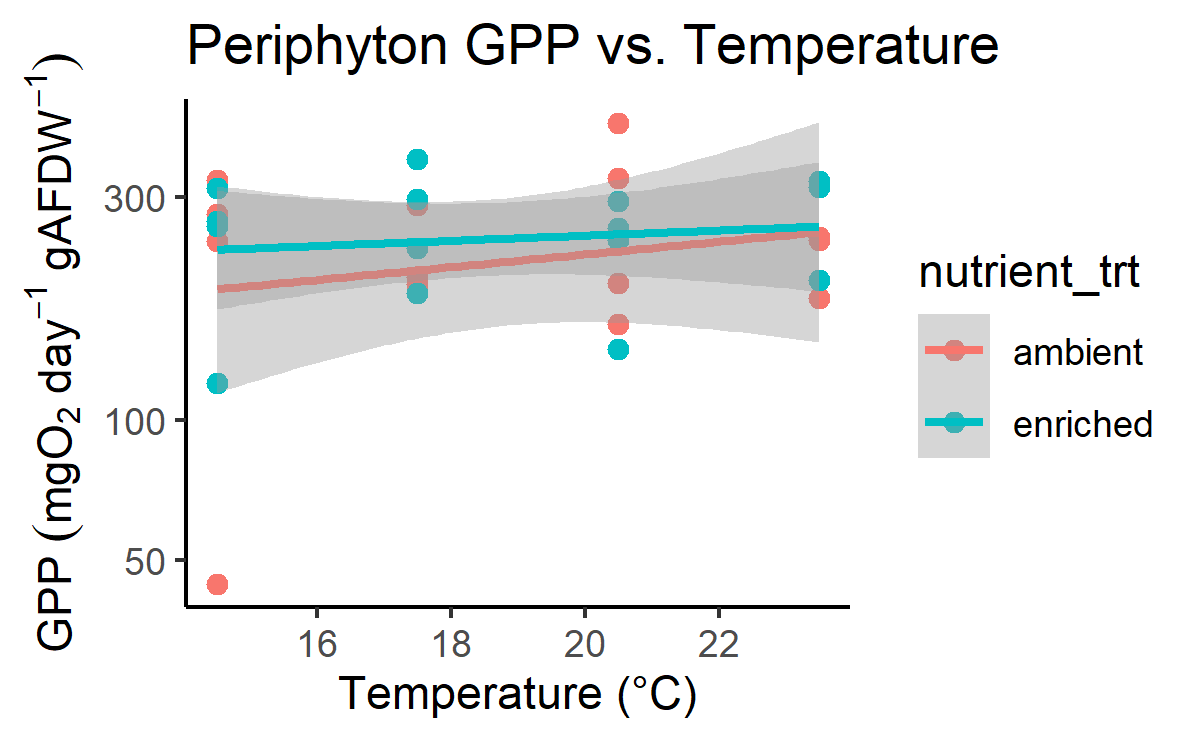 Periphyton GPP vs. Temperature
GPP (mgO₂ day⁻¹ gAFDW⁻¹)
300
100
50
16 18 20 22
Temperature (°C)
nutrient_trt
ambient
enriched